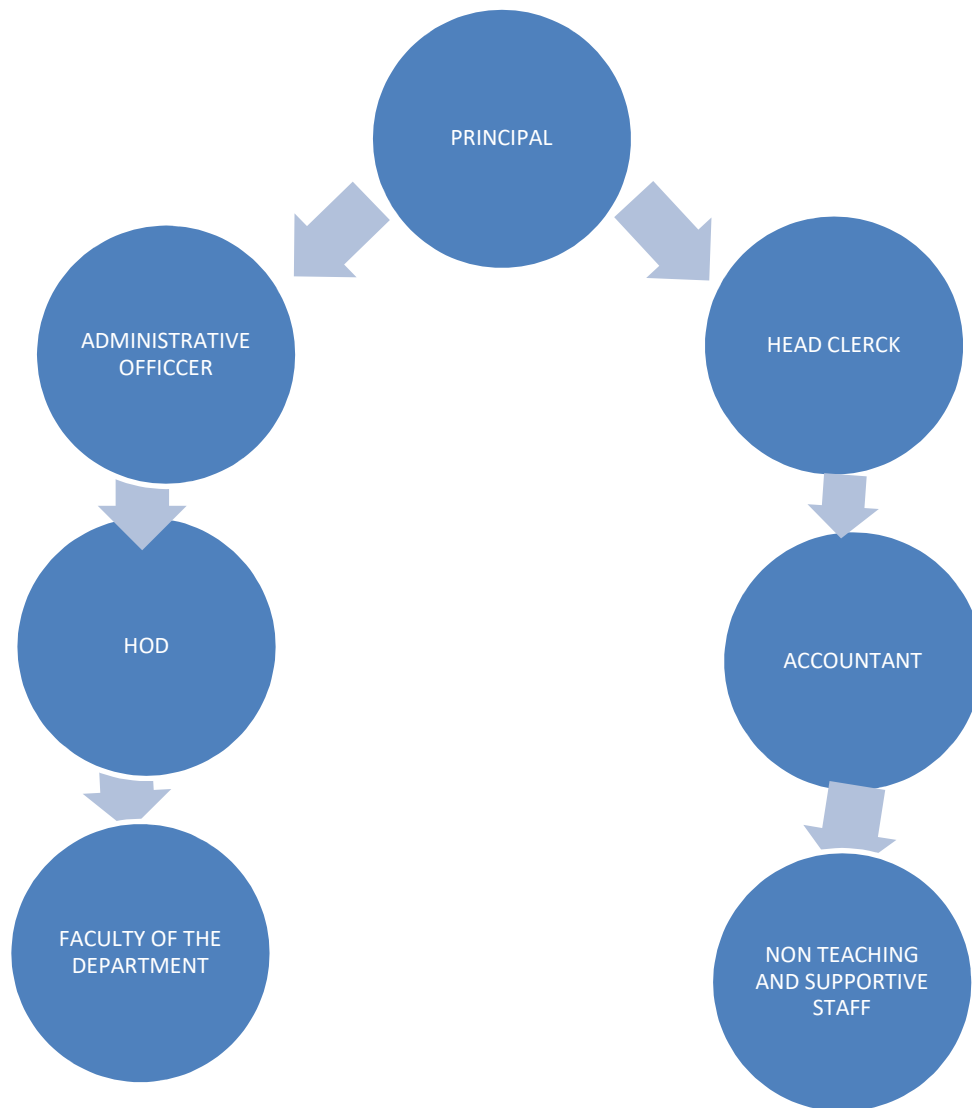 PRINCIPAL
ADMINISTRATIVE
OFFICCER
HEAD CLERCK
HOD
ACCOUNTANT
FACULTY OF THE
DEPARTMENT
NON TEACHING
AND SUPPORTIVE
STAFF